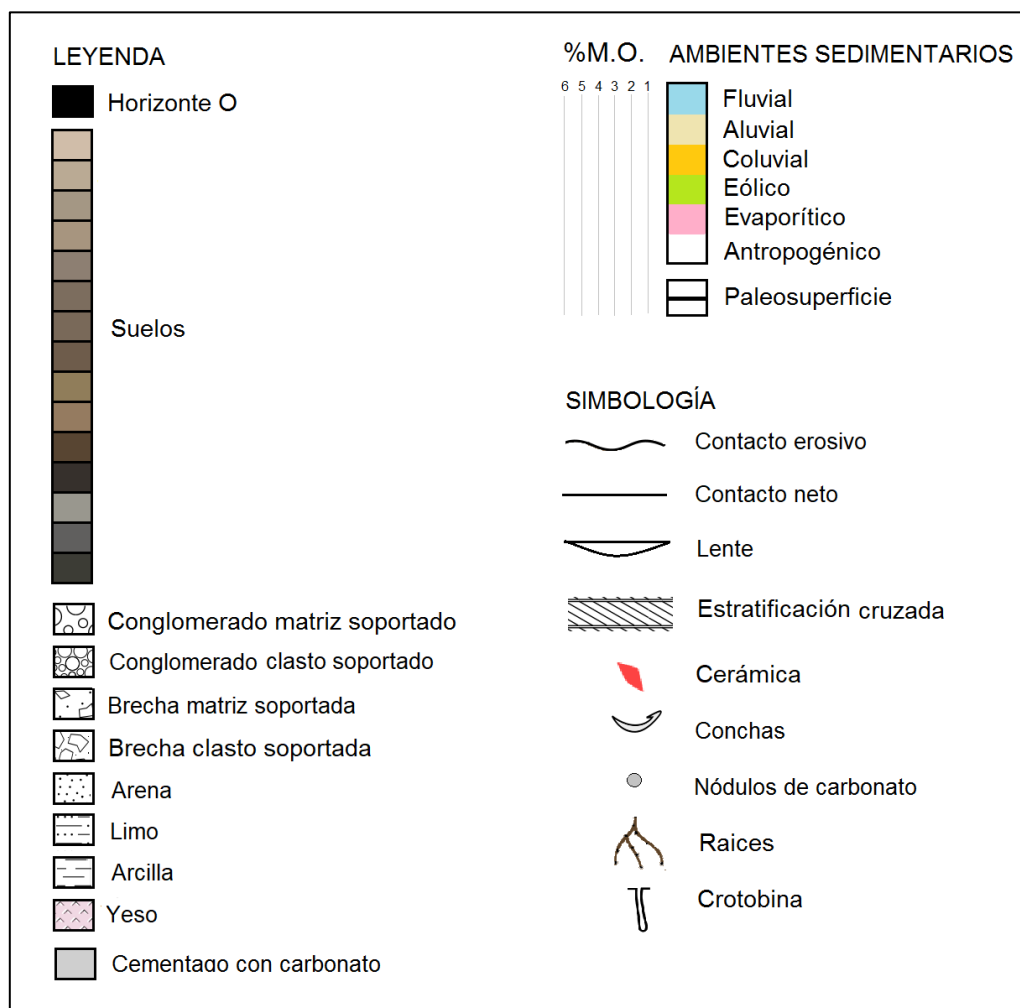 LEYENDA
Horizonte O
Suelos
Conglomerado matriz soportado
Conglomerado clasto soportado
Brecha matriz soportada
Brecha clasto soportada
Arena
Limo
Arcilla
Yeso
Cementago con carbonato
%M.O.
6 5 4 3 2 1
AMBIENTES SEDIMENTARIOS
Fluvial
Aluvial
Coluvial
Eólico
Evaporítico
Antropogénico
Paleosuperficie
SIMBOLOGÍA
Contacto erosivo
Contacto neto
Lente
Estratificación cruzada
Cerámica
Conchas
Nódulos de carbonato
Raices
Crotobina